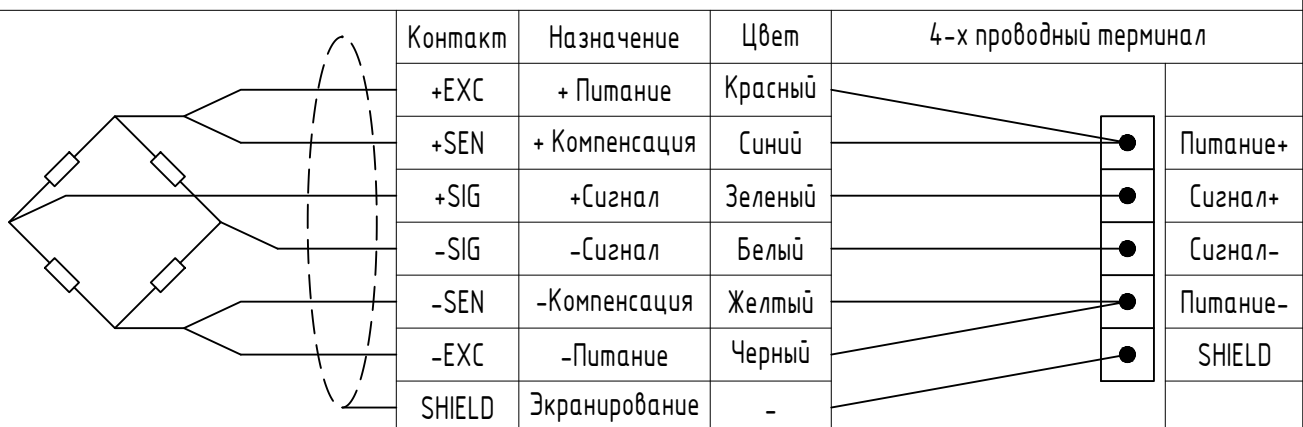 Контакт Назначение Цвет 4-х проводный терминал
+EXC + Питание Красный
+SEN + Компенсация Синий Питание+
+SIG +Сигнал Зеленый Сигнал+
-SIG -Сигнал Белый Сигнал-
-SEN -Компенсация Желтый Питание-
-EXC -Питание Черный SHIELD
SHIELD Экранирование -